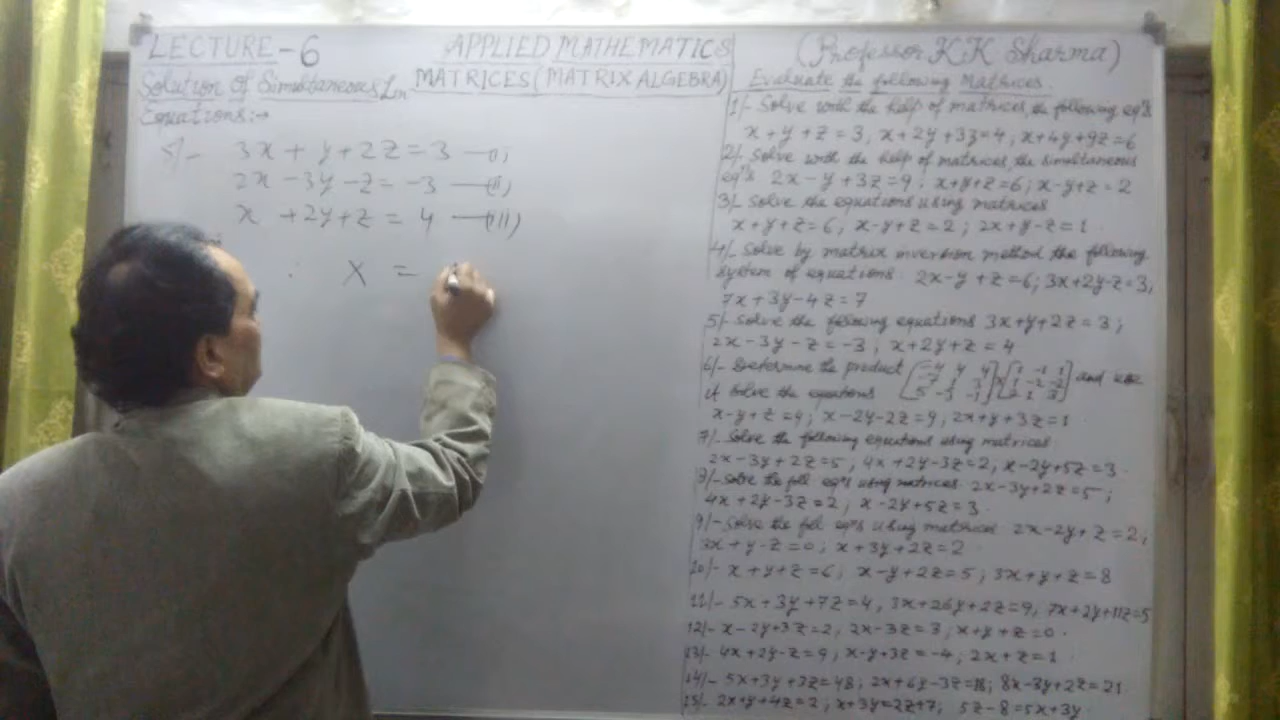 LECTURE-6
APPLIED MATHEMATICS
(Professor K K Sharma)
Solution Of Simultaneous Lin
MATRICES (MATRIX ALGEBRA)
Equations:→
5/- 3x + y + 2z = 3 —(i)
2x - 3y - z = -3 —(ii)
x + 2y + z = 4 —(iii)
X =
Evaluate the following Matrices.
1/- Solve with the help of matrices, the following eq's
x+y+z=3, x+2y+3z=4, x+4y+9z=6
2/- Solve with the help of matrices, the simultaneous
eq's 2x-y+3z=9; x+y+z=6; x-y+z=2
3/- Solve the equations using matrices
x+y+z=6, x-y+z=2; 2x+y-z=1
4/- Solve by matrix inversion method the following
system of equations 2x-y+z=6; 3x+2y-z=3,
7x+3y-4z=7
5/- Solve the following equations 3x+y+2z=3;
2x-3y-z=-3; x+2y+z=4
6/- Determine the product and use
it solve the equations
x-y+z=4; x-2y-2z=9, 2x+y+3z=1
7/- Solve the following equations using matrices
2x-3y+2z=5, 4x+2y-3z=2, x-2y+5z=3
8/- Solve the foll eq's using matrices 2x-3y+2z=5;
4x+2y-3z=2; x-2y+5z=3.
9/- Solve the foll eq's using matrices 2x-2y+z=2,
3x+y-z=0; x+3y+2z=2
10/- x+y+z=6; x-y+2z=5; 3x+y+z=8
11/- 5x+3y+7z=4, 3x+26y+2z=9, 7x+2y+11z=5
12/- x-2y+3z=2, 2x-3z=3, x+y+z=0.
13/- 4x+2y-z=9, x-y+3z=-4; 2x+z=1
14/- 5x+3y+3z=48; 2x+6y-3z=18; 8x-3y+2z=21
15/- 2x+y+4z=2; x+3y=2z+7; 5z-8=5x+3y